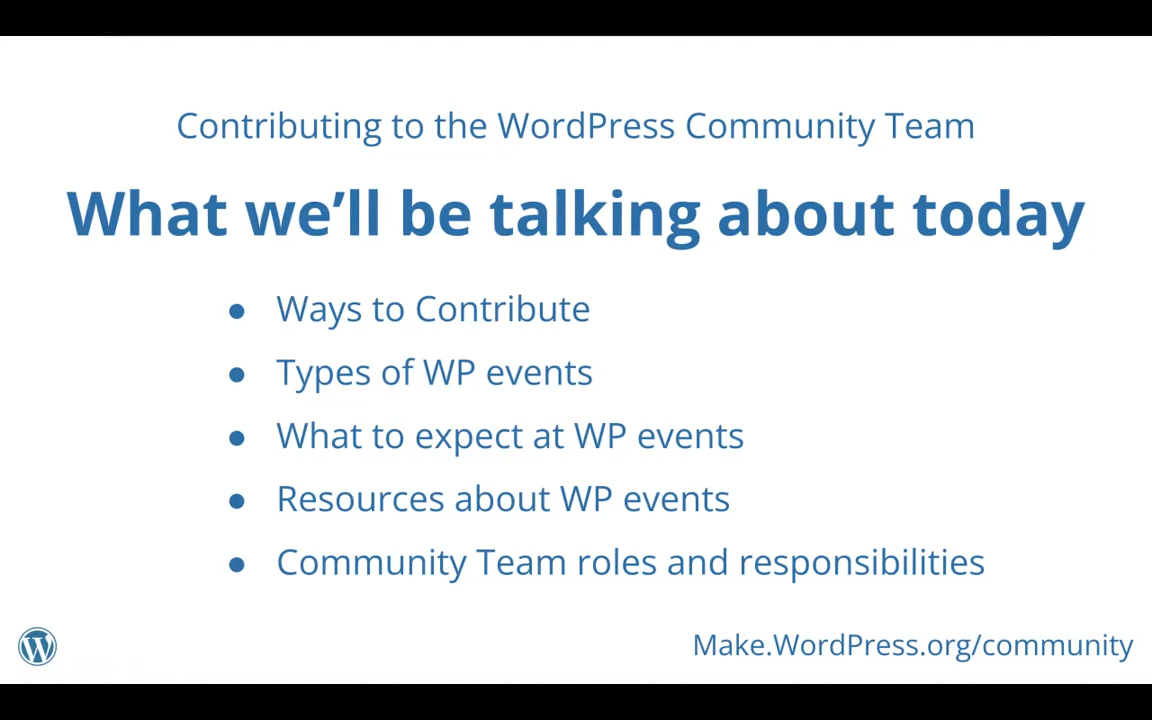 Contributing to the WordPress Community Team
What we’ll be talking about today
● Ways to Contribute
● Types of WP events
● What to expect at WP events
● Resources about WP events
● Community Team roles and responsibilities
Make.WordPress.org/community